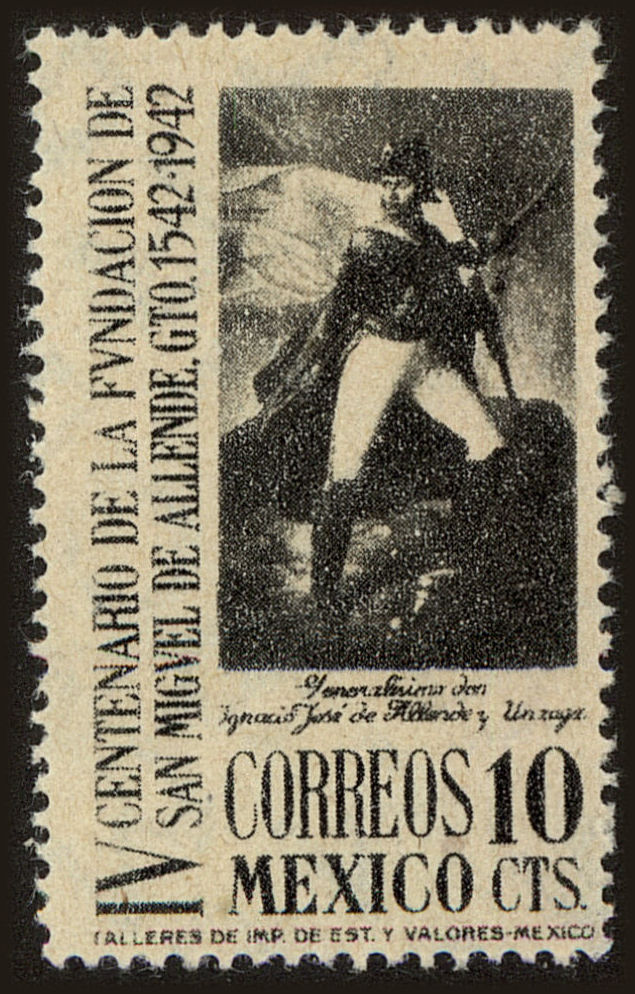 IV CENTENARIO DE LA FVNDACION DE
SAN MIGVEL DE ALLENDE, GTO. 1542-1942
Generalísimo don
Ignacio José de Allende y Unzaga
CORREOS 10
MEXICO CTS.
TALLERES DE IMP. DE EST. Y VALORES-MEXICO